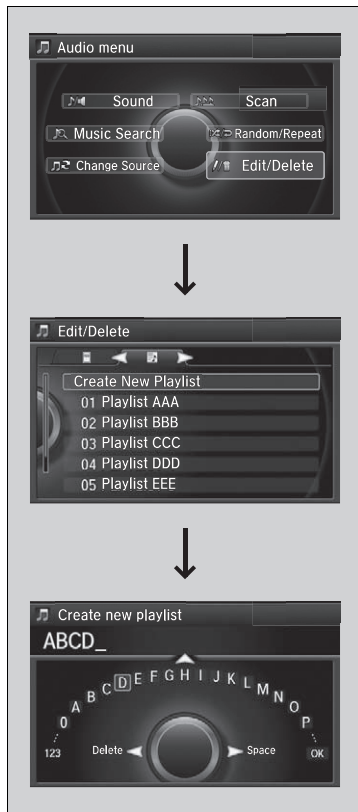 Audio menu
Sound
Scan
Music Search
Random/Repeat
Change Source
Edit/Delete
Edit/Delete
Create New Playlist
01 Playlist AAA
02 Playlist BBB
03 Playlist CCC
04 Playlist DDD
05 Playlist EEE
Create new playlist
ABCD_
123 0 A B C D E F G H I J K L M N O P OK
Delete
Space